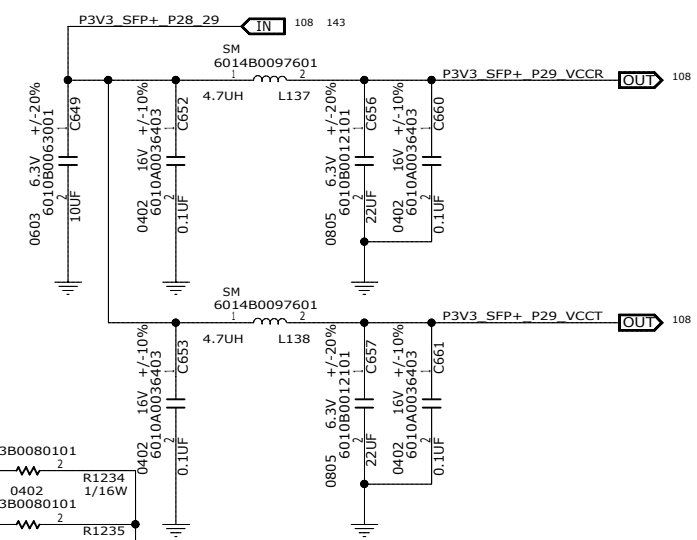 P3V3_SFP+_P28_29
IN
108 143
SM
6014B0097601
1 2
4.7UH L137
P3V3_SFP+_P29_VCCR
OUT
108
0603 6.3V +/-20%
6010B0063001
1 C649
2 10UF
0402 16V +/-10%
6010A0036403
1 C652
2 0.1UF
0805 6.3V +/-20%
6010B0012101
1 C656
2 22UF
0402 16V +/-10%
6010A0036403
1 C660
2 0.1UF
SM
6014B0097601
1 2
4.7UH L138
P3V3_SFP+_P29_VCCT
OUT
108
0402 16V +/-10%
6010A0036403
1 C653
2 0.1UF
0805 6.3V +/-20%
6010B0012101
1 C657
2 22UF
0402 16V +/-10%
6010A0036403
1 C661
2 0.1UF
3B0080101
2
R1234
0402 1/16W
3B0080101
2
R1235